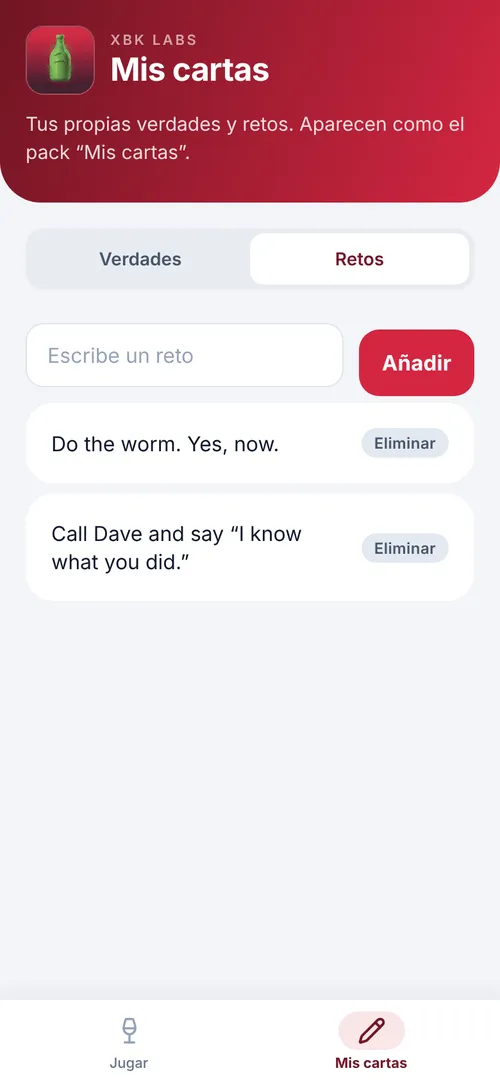 XBK LABS
Mis cartas
Tus propias verdades y retos. Aparecen como el
pack “Mis cartas”.
Verdades
Retos
Escribe un reto
Añadir
Do the worm. Yes, now.
Eliminar
Call Dave and say “I know
what you did.”
Eliminar
Jugar
Mis cartas